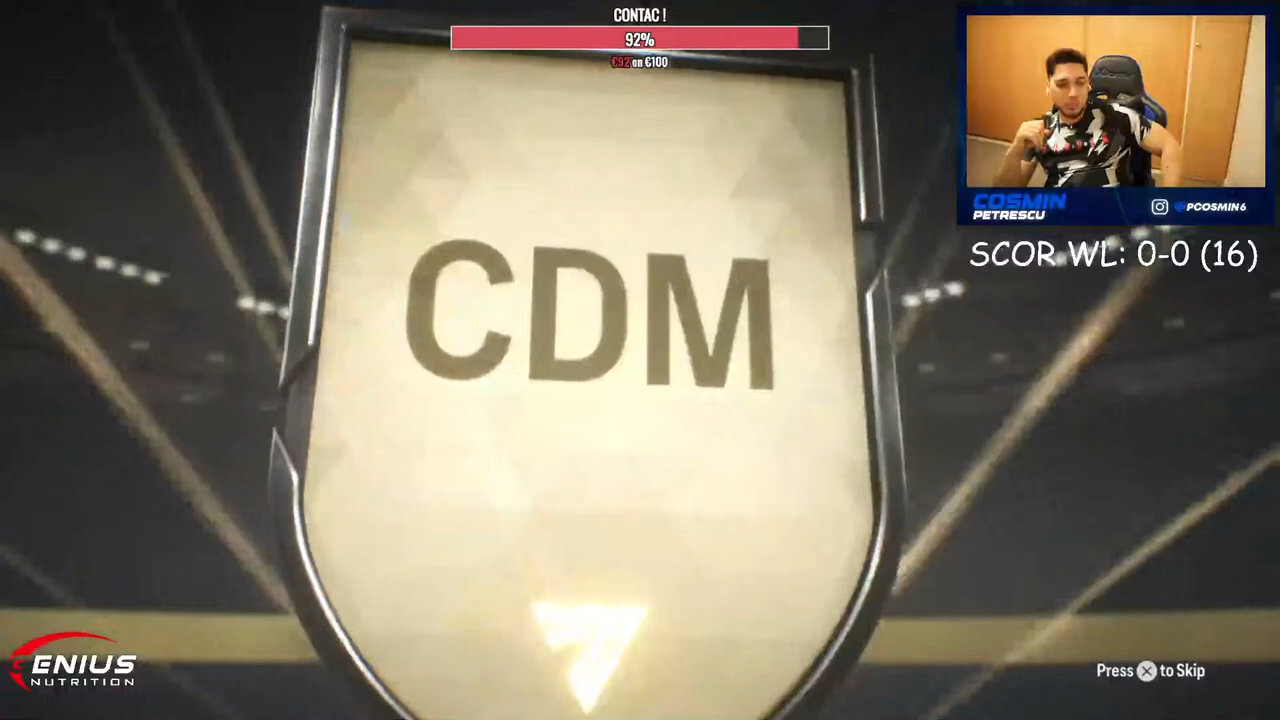 CONTAC !
92%
€92 on €100
CDM
COSMIN
PETRESCU
@PCOSMIN6
SCOR WL: 0-0 (16)
ENIUS
NUTRITION
Press X to Skip